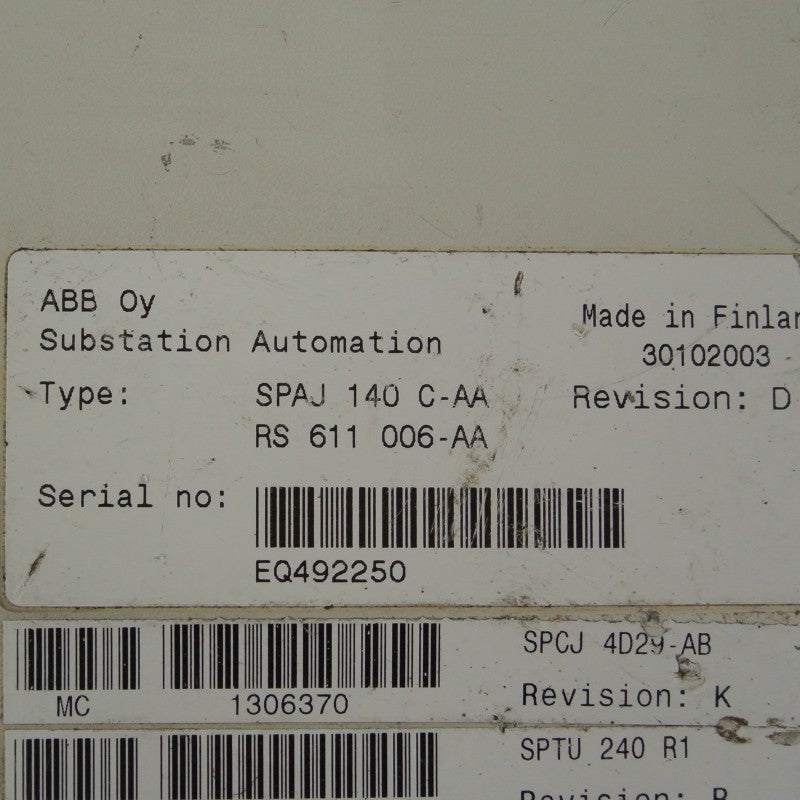 ABB Oy
Substation Automation
Made in Finlan
30102003
Type: SPAJ 140 C-AA
Revision: D
RS 611 006-AA
Serial no:
EQ492250
SPCJ 4D29-AB
MC 1306370
Revision: K
SPTU 240 R1
Revision: